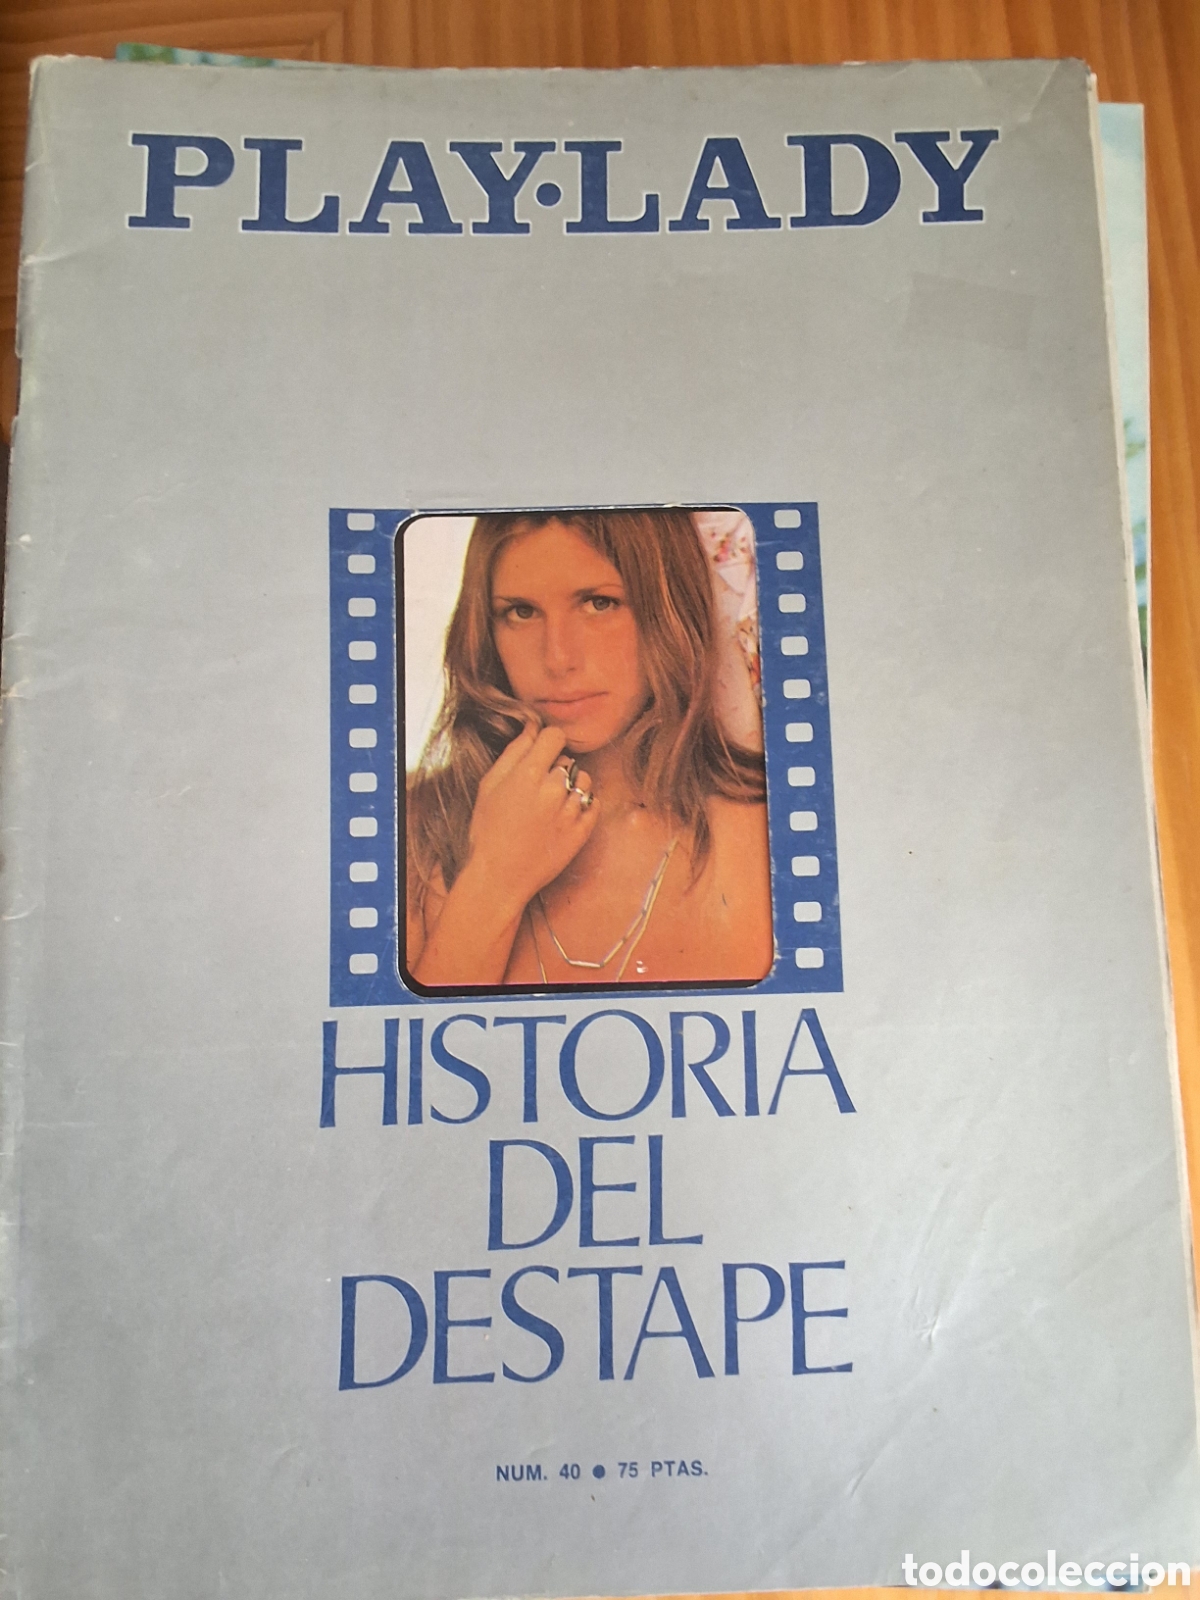 PLAY·LADY
HISTORIA
DEL
DESTAPE
NUM. 40 ● 75 PTAS.
todocoleccion